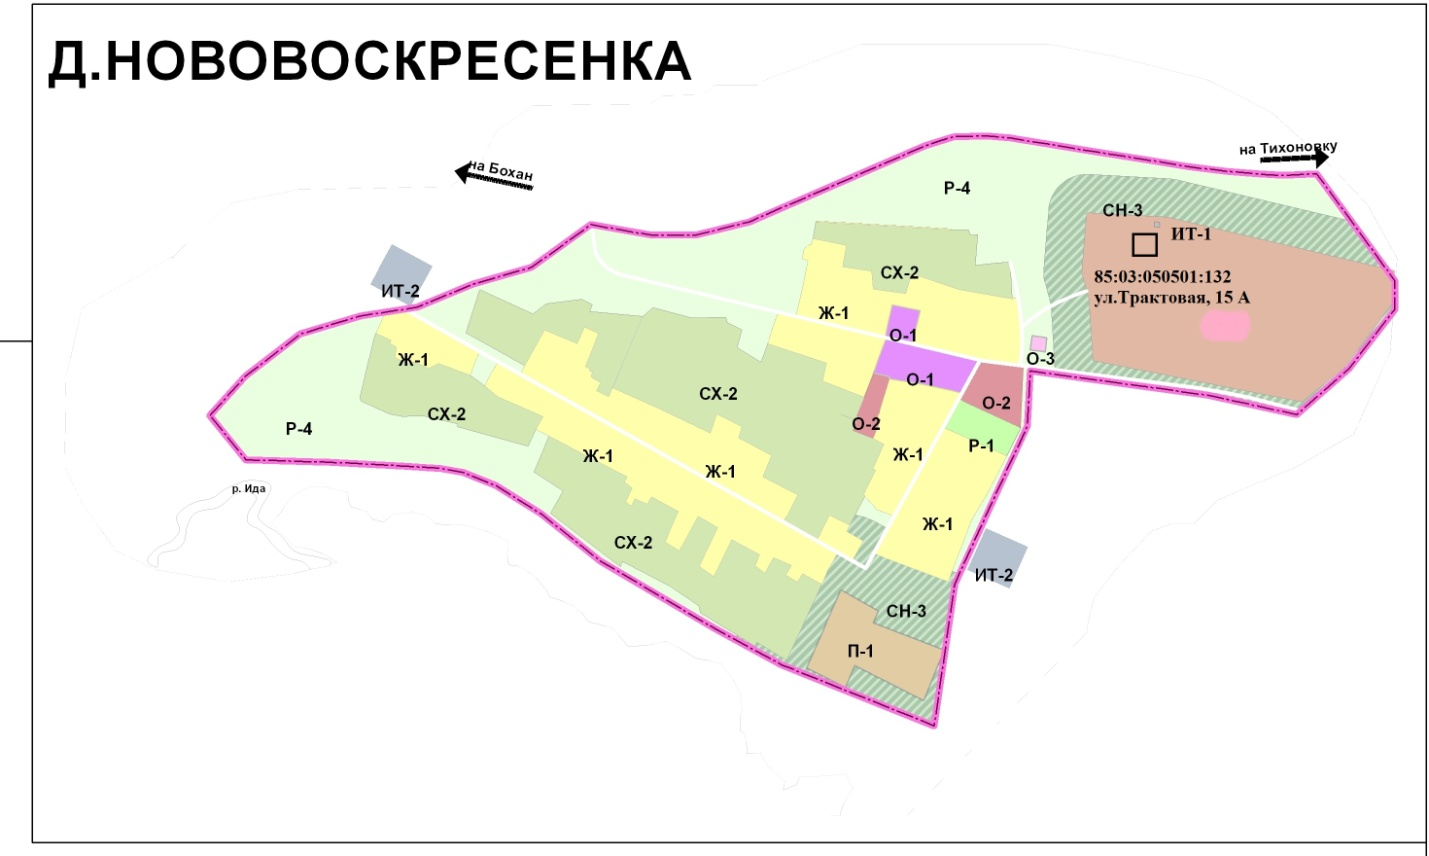 Д.НОВОВОСКРЕСЕНКА
на Тихоновку
на Бохан
Р-4
СН-3
ИТ-1
СХ-2
85:03:050501:132
ул.Трактовая, 15 А
ИТ-2
Ж-1
О-1
Ж-1
О-3
О-1
СХ-2
О-2
СХ-2
О-2
Р-4
Р-1
Ж-1
Ж-1
Ж-1
р. Ида
Ж-1
СХ-2
ИТ-2
СН-3
П-1